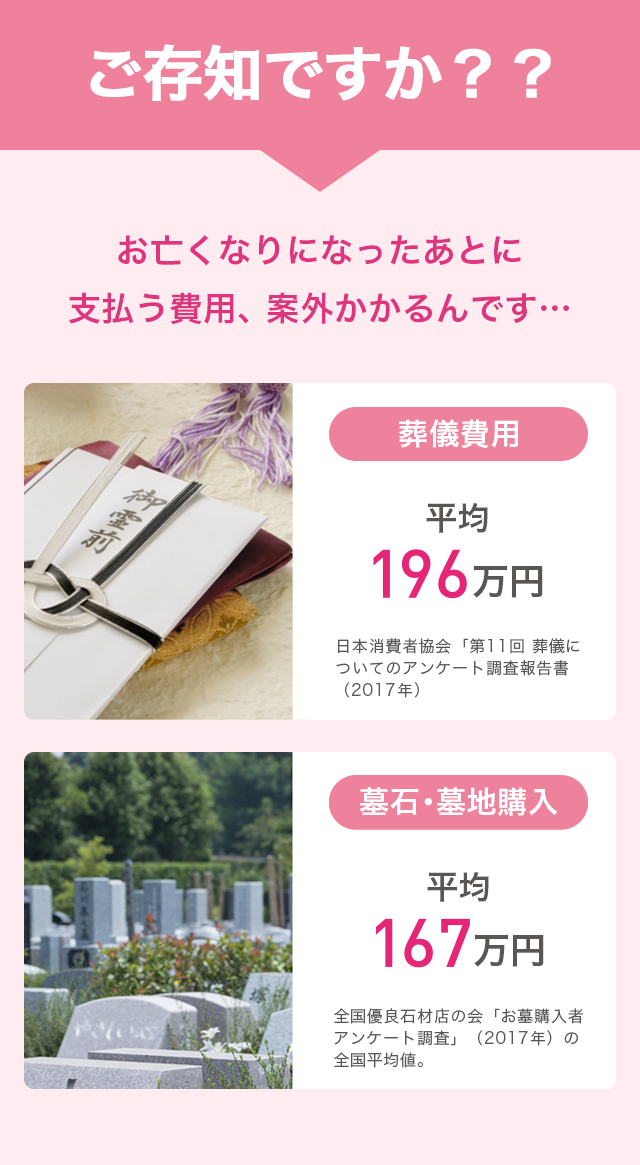 ご存知ですか？？
お亡くなりになったあとに
支払う費用、案外かかるんです…
御霊前
葬儀費用
平均
196万円
日本消費者協会「第11回 葬儀に
ついてのアンケート調査報告書
（2017年）
墓石・墓地購入
平均
167万円
全国優良石材店の会「お墓購入者
アンケート調査」（2017年）の
全国平均値。